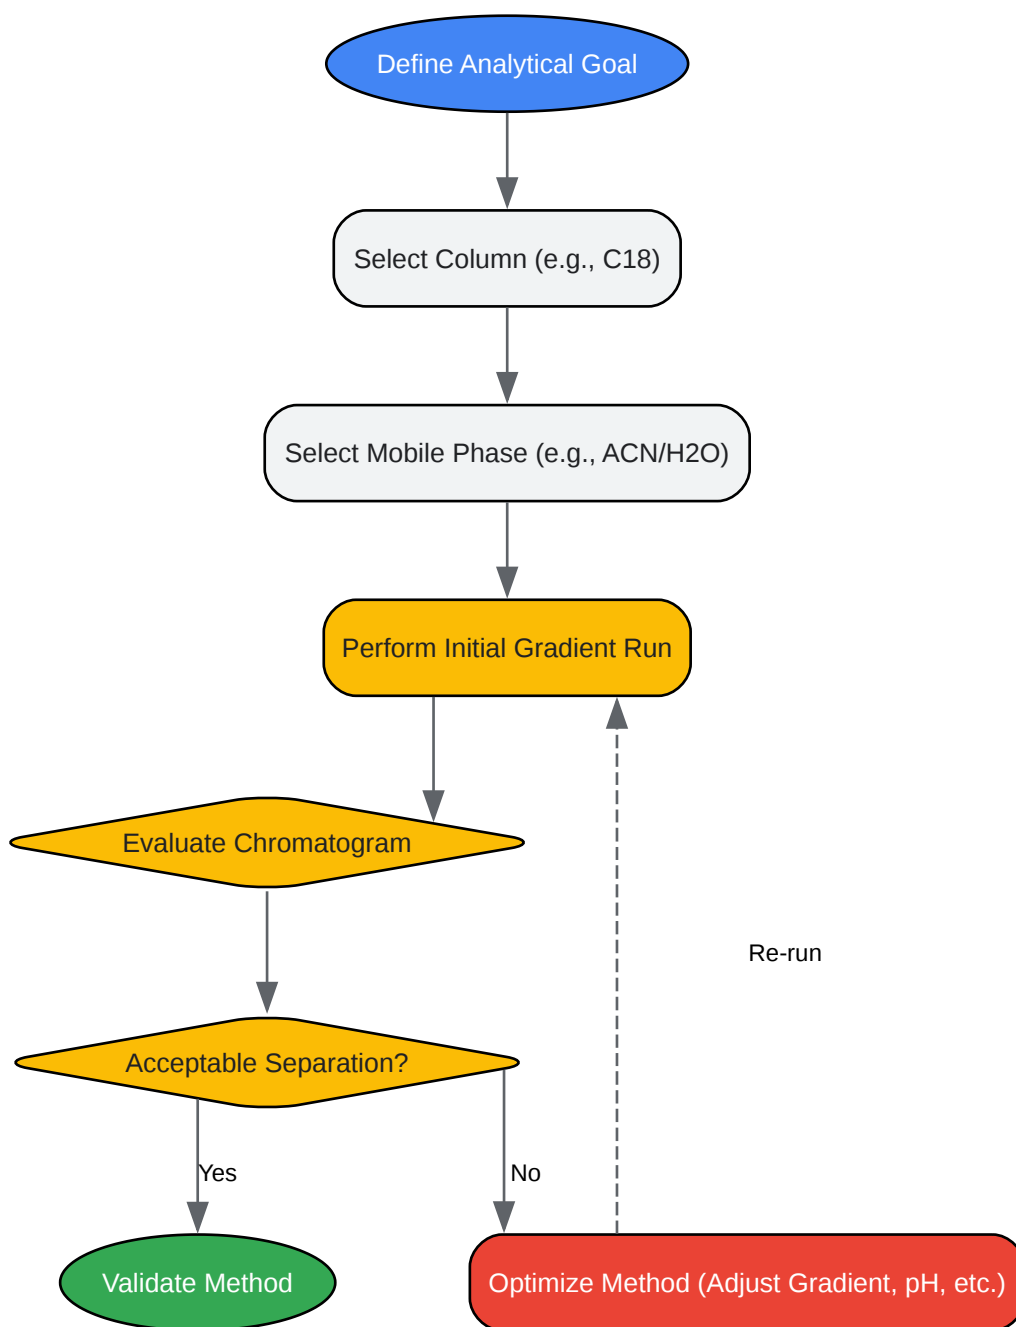 Define Analytical Goal
Select Column (e.g., C18)
Select Mobile Phase (e.g., ACN/H2O)
Perform Initial Gradient Run
Evaluate Chromatogram
Re-run
Acceptable Separation?
Yes
No
Validate Method
Optimize Method (Adjust Gradient, pH, etc.)